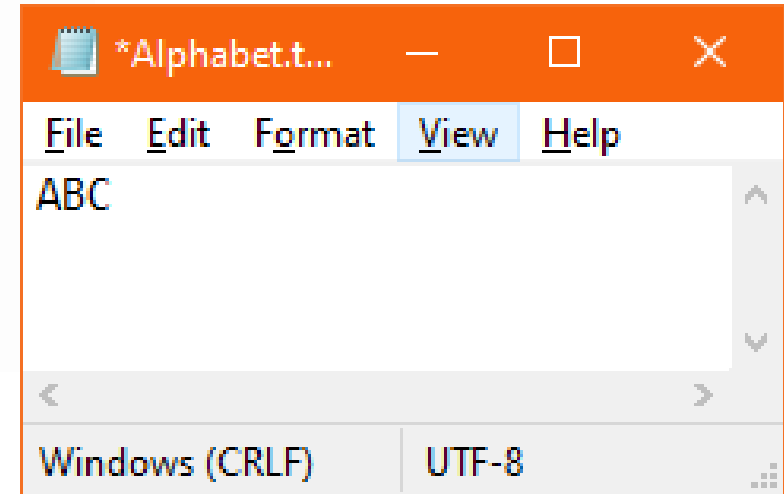 *Alphabet.t...
File Edit Format View Help
ABC
Windows (CRLF) UTF-8